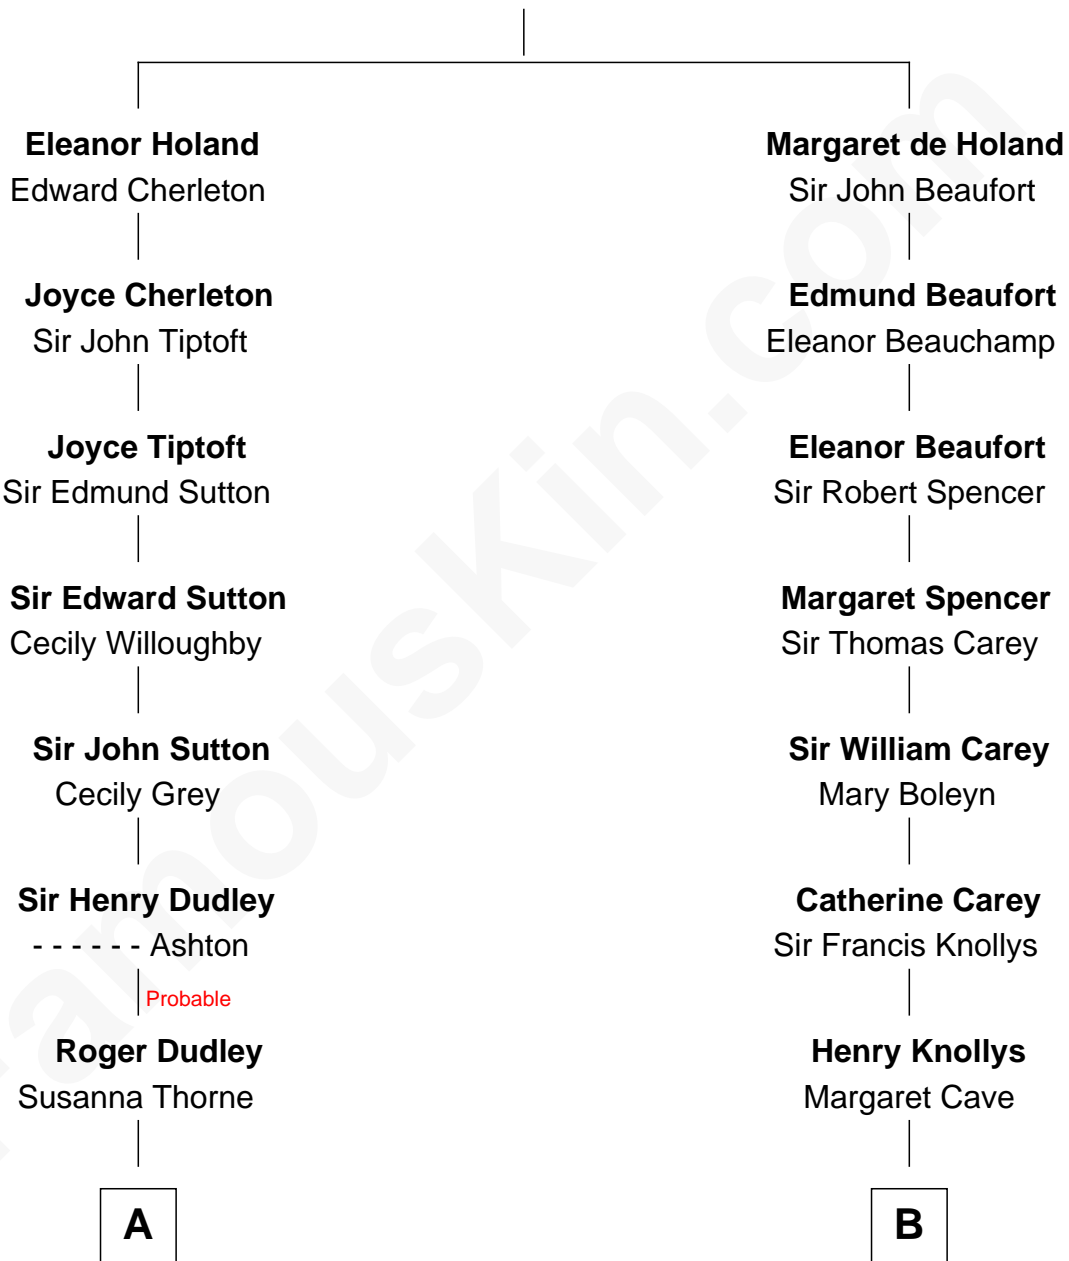 Eleanor Holand
Edward Cherleton
Joyce Cherleton
Sir John Tiptoft
Joyce Tiptoft
Sir Edmund Sutton
Sir Edward Sutton
Cecily Willoughby
Sir John Sutton
Cecily Grey
Sir Henry Dudley
- - - - - - Ashton
Probable
Roger Dudley
Susanna Thorne
A
Margaret de Holand
Sir John Beaufort
Edmund Beaufort
Eleanor Beauchamp
Eleanor Beaufort
Sir Robert Spencer
Margaret Spencer
Sir Thomas Carey
Sir William Carey
Mary Boleyn
Catherine Carey
Sir Francis Knollys
Henry Knollys
Margaret Cave
B
FamousKin.com